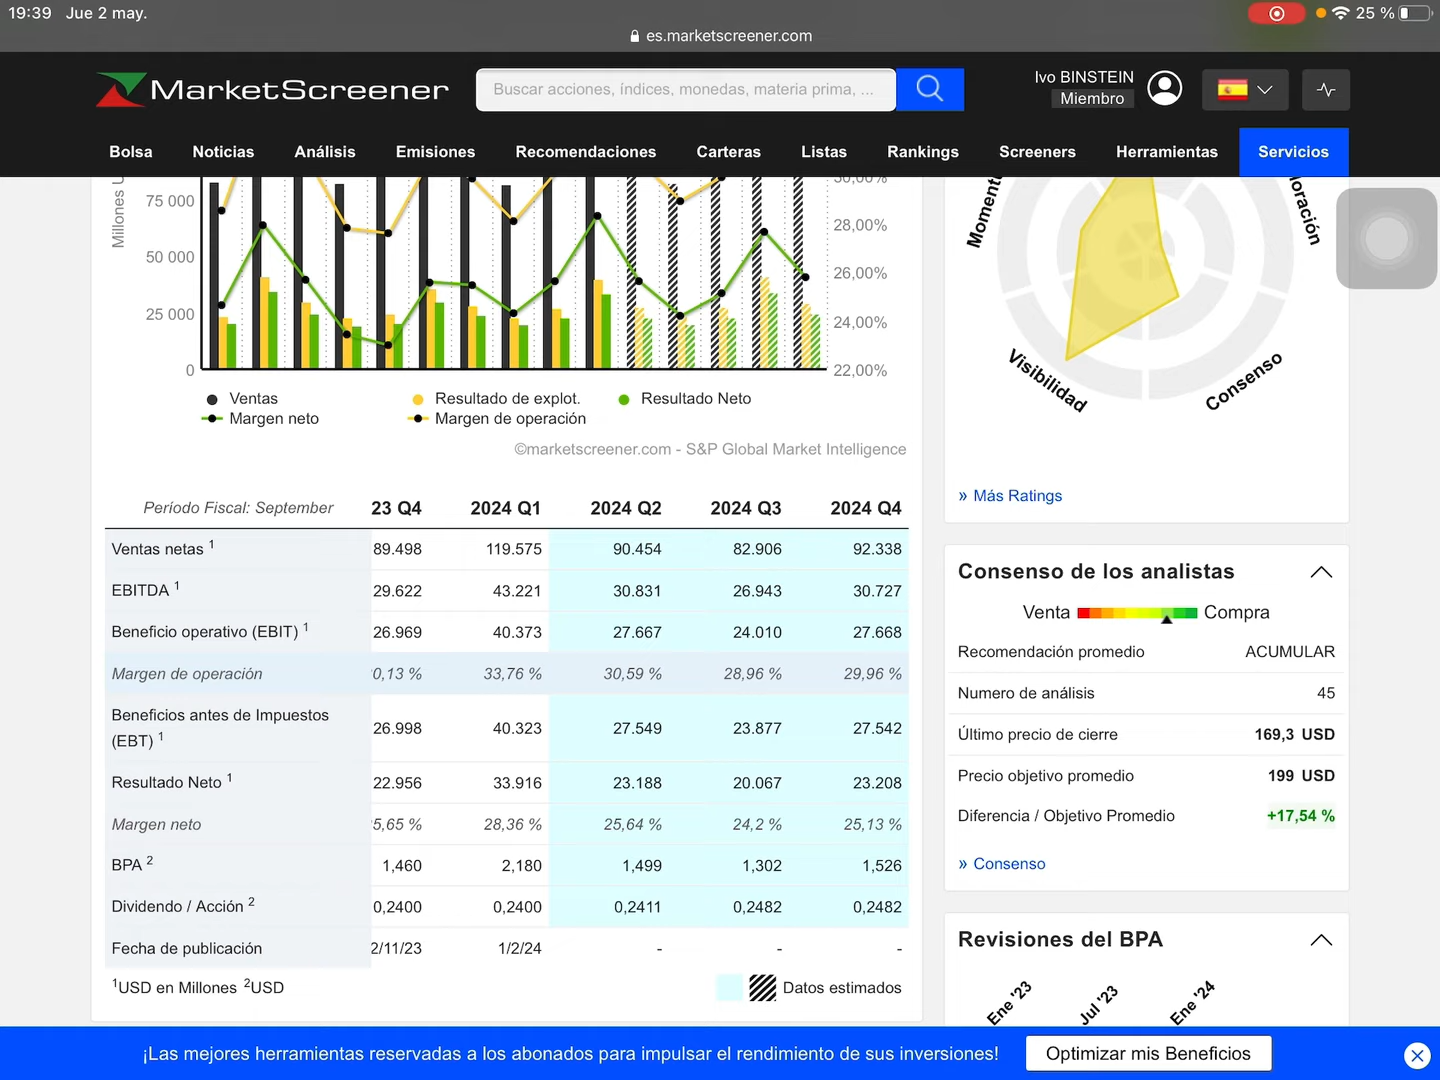 19:39 Jue 2 may.
25 %
es.marketscreener.com
MarketScreener
Buscar acciones, índices, monedas, materia prima, ...
Ivo BINSTEIN
Miembro
Bolsa Noticias Análisis Emisiones Recomendaciones Carteras Listas Rankings Screeners Herramientas Servicios
75 000
50 000
25 000
0
30,00%
28,00%
26,00%
24,00%
22,00%
Ventas Resultado de explot. Resultado Neto
Margen neto Margen de operación
©marketscreener.com - S&P Global Market Intelligence
Período Fiscal: September 23 Q4 2024 Q1 2024 Q2 2024 Q3 2024 Q4
Ventas netas 1 89.498 119.575 90.454 82.906 92.338
EBITDA 1 29.622 43.221 30.831 26.943 30.727
Beneficio operativo (EBIT) 1 26.969 40.373 27.667 24.010 27.668
Margen de operación 0,13 % 33,76 % 30,59 % 28,96 % 29,96 %
Beneficios antes de Impuestos
(EBT) 1 26.998 40.323 27.549 23.877 27.542
Resultado Neto 1 22.956 33.916 23.188 20.067 23.208
Margen neto 5,65 % 28,36 % 25,64 % 24,2 % 25,13 %
BPA 2 1,460 2,180 1,499 1,302 1,526
Dividendo / Acción 2 0,2400 0,2400 0,2411 0,2482 0,2482
Fecha de publicación 2/11/23 1/2/24 - - -
1USD en Millones 2USD
Datos estimados
Visibilidad
Consenso
» Más Ratings
Consenso de los analistas
Venta Compra
Recomendación promedio ACUMULAR
Numero de análisis 45
Último precio de cierre 169,3 USD
Precio objetivo promedio 199 USD
Diferencia / Objetivo Promedio +17,54 %
» Consenso
Revisiones del BPA
Ene '23 Jul '23 Ene '24
¡Las mejores herramientas reservadas a los abonados para impulsar el rendimiento de sus inversiones!
Optimizar mis Beneficios